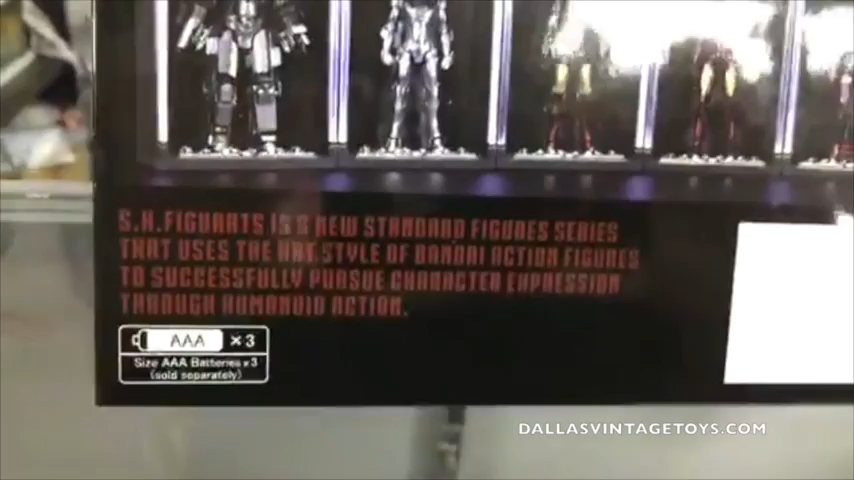 S.H.FIGUARTS IS A NEW STANDARD FIGURES SERIES
THAT USES THE ART STYLE OF BANDAI ACTION FIGURES
TO SUCCESSFULLY PURSUE CHARACTER EXPRESSION
THROUGH HUMANOID ACTION.
AAA ×3
Size AAA Batteries×3
(sold separately)
DALLASVINTAGETOYS.COM